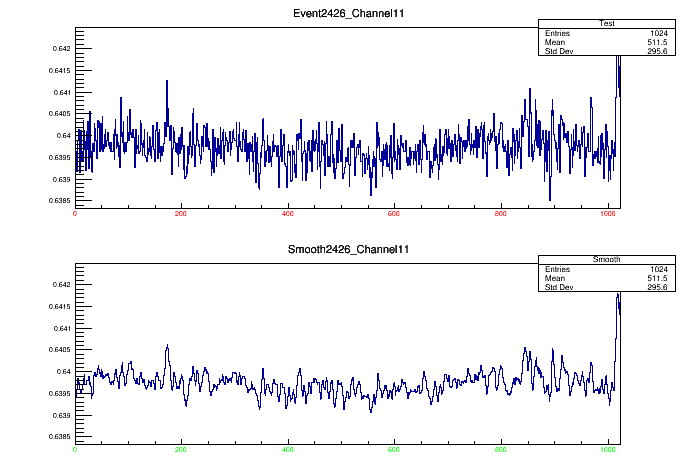 Event2426_Channel11
Test
Entries 1024
Mean 511.5
Std Dev 295.6
0.642
0.6415
0.641
0.6405
0.64
0.6395
0.639
0.6385
0 200 400 600 800 1000
Smooth2426_Channel11
Smooth
Entries 1024
Mean 511.5
Std Dev 295.6
0.642
0.6415
0.641
0.6405
0.64
0.6395
0.639
0.6385
0 200 400 600 800 1000